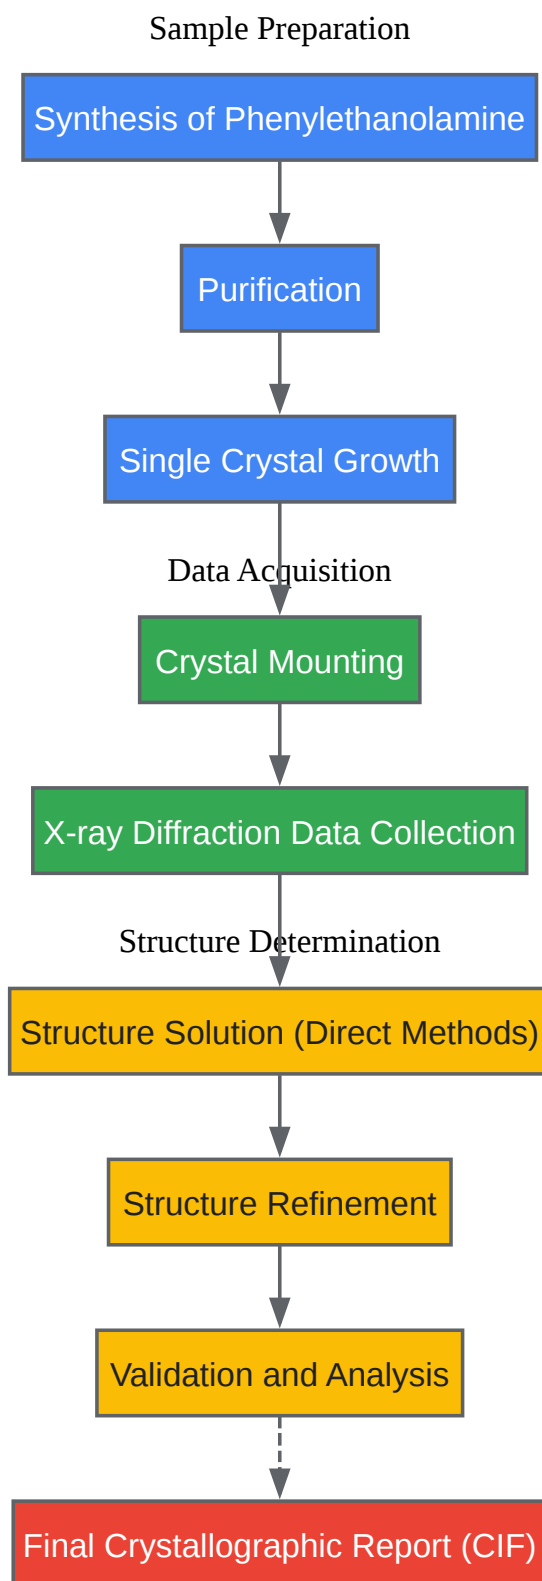 Sample Preparation
Synthesis of Phenylethanolamine
Purification
Single Crystal Growth
Data Acquisition
Crystal Mounting
X-ray Diffraction Data Collection
Structure Determination
Structure Solution (Direct Methods)
Structure Refinement
Validation and Analysis
Final Crystallographic Report (CIF)